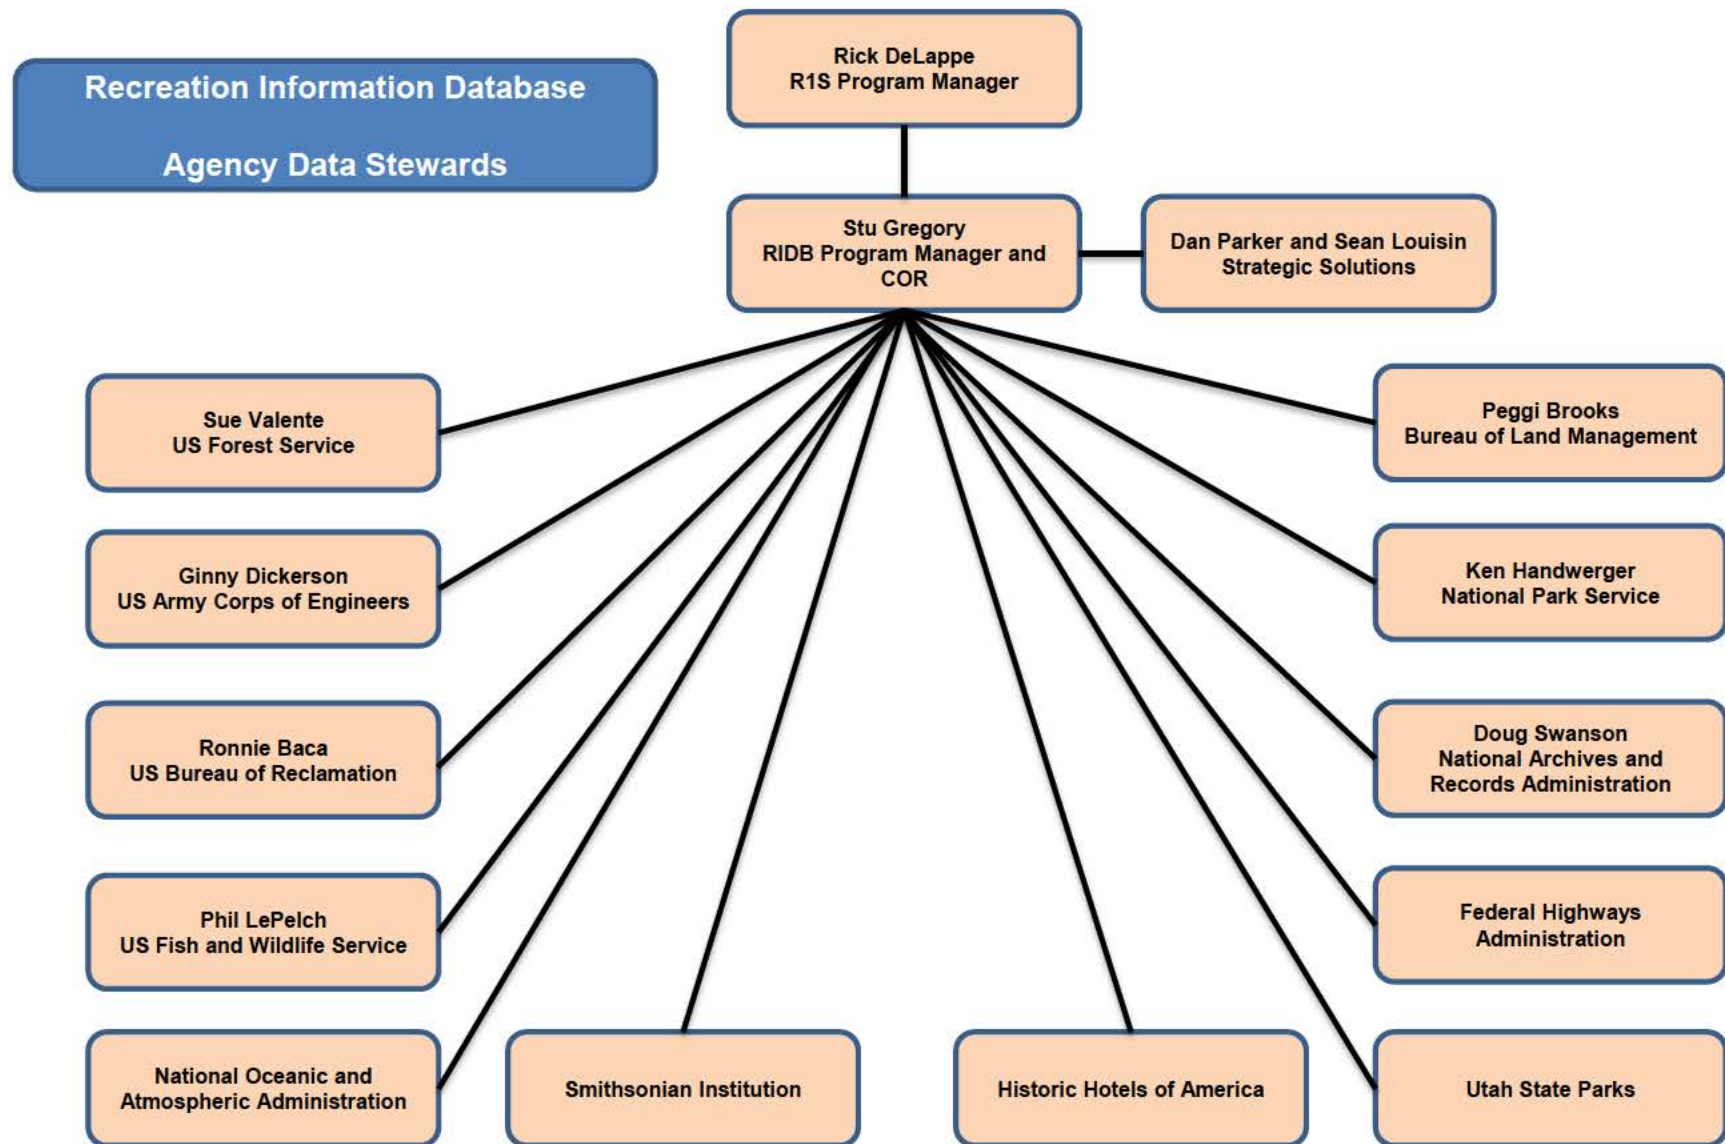 Recreation Information Database
Agency Data Stewards
Rick DeLappe
R1S Program Manager
Stu Gregory
RIDB Program Manager and
COR
Dan Parker and Sean Louisin
Strategic Solutions
Sue Valente
US Forest Service
Peggi Brooks
Bureau of Land Management
Ginny Dickerson
US Army Corps of Engineers
Ken Handwerger
National Park Service
Ronnie Baca
US Bureau of Reclamation
Doug Swanson
National Archives and
Records Administration
Phil LePelch
US Fish and Wildlife Service
Federal Highways
Administration
National Oceanic and
Atmospheric Administration
Smithsonian Institution
Historic Hotels of America
Utah State Parks